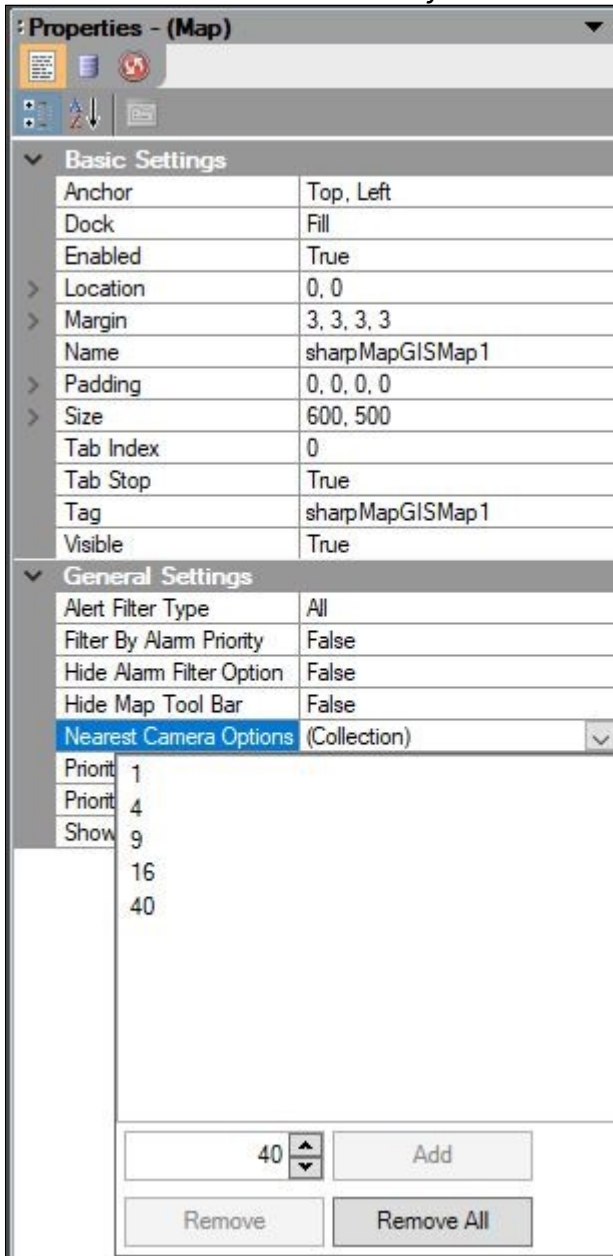 Properties - (Map)
Basic Settings
Anchor Top, Left
Dock Fill
Enabled True
Location 0, 0
Margin 3, 3, 3, 3
Name sharpMapGISMap1
Padding 0, 0, 0, 0
Size 600, 500
Tab Index 0
Tab Stop True
Tag sharpMapGISMap1
Visible True
General Settings
Alert Filter Type All
Filter By Alarm Priority False
Hide Alarm Filter Option False
Hide Map Tool Bar False
Nearest Camera Options (Collection)
Priorit
Priorit
Show
1
4
9
16
40
40 Add
Remove Remove All